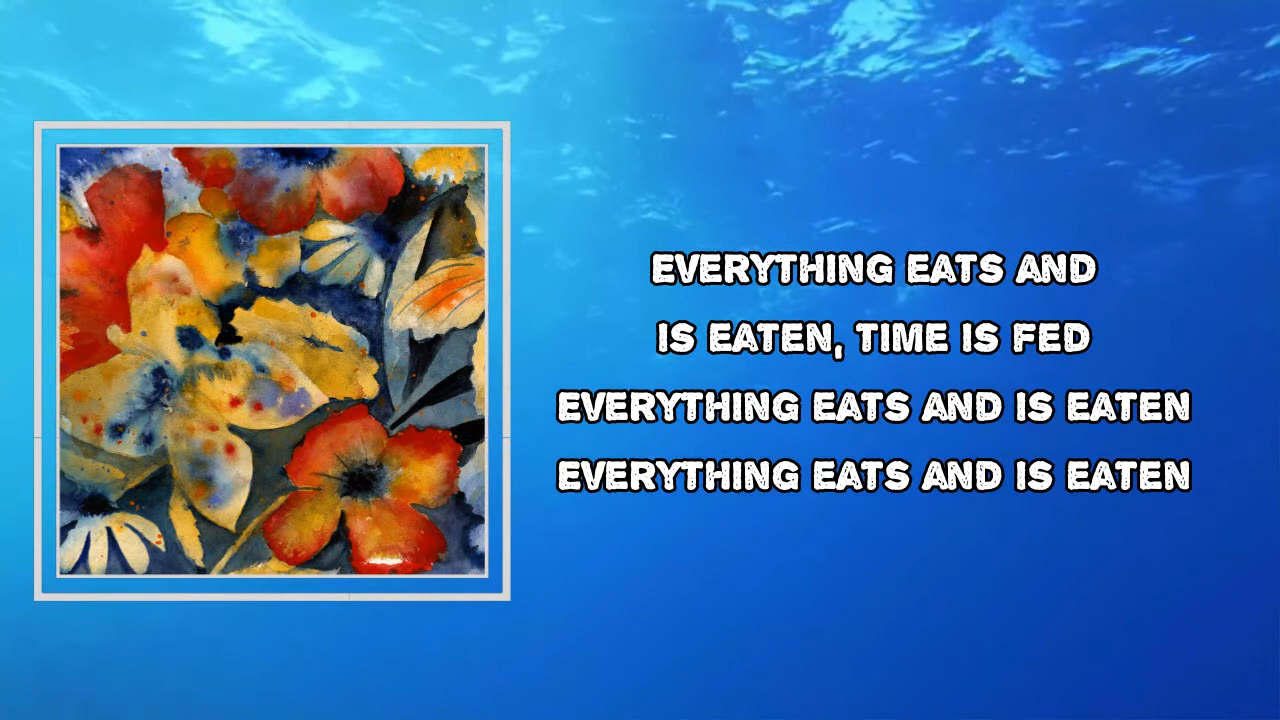 EVERYTHING EATS AND
IS EATEN, TIME IS FED
EVERYTHING EATS AND IS EATEN
EVERYTHING EATS AND IS EATEN